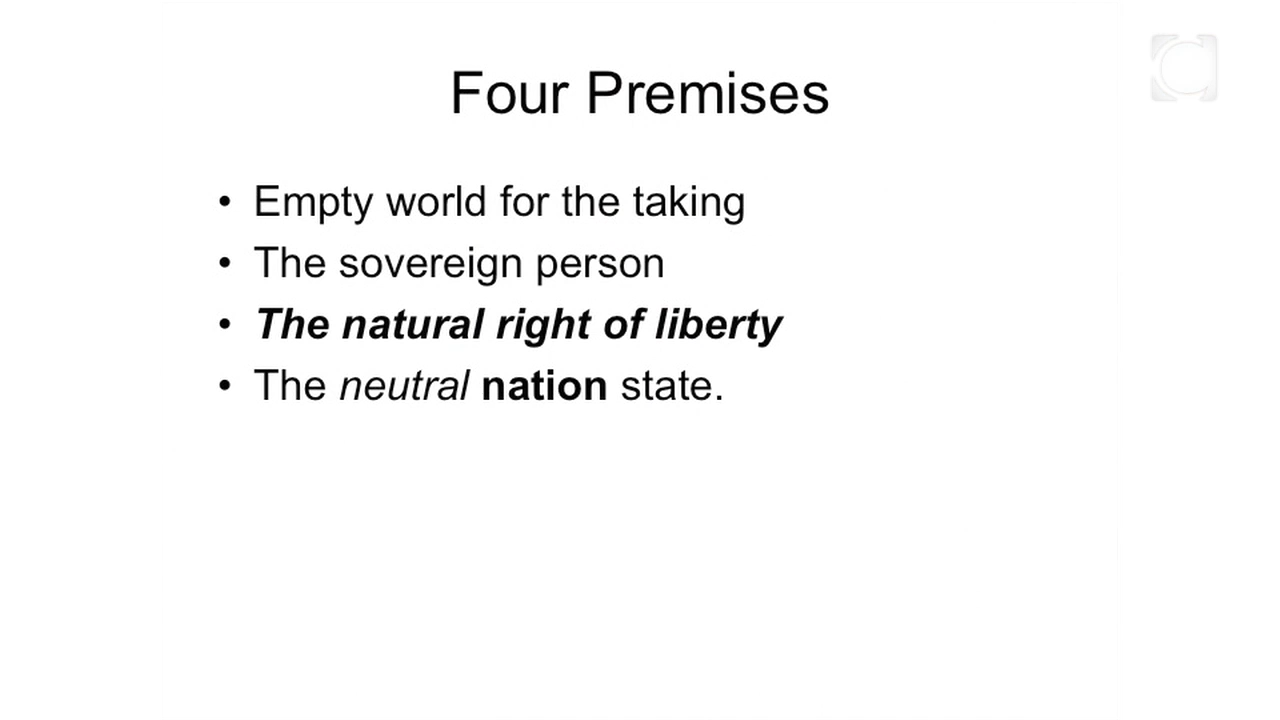 Four Premises
• Empty world for the taking
• The sovereign person
• The natural right of liberty
• The neutral nation state.